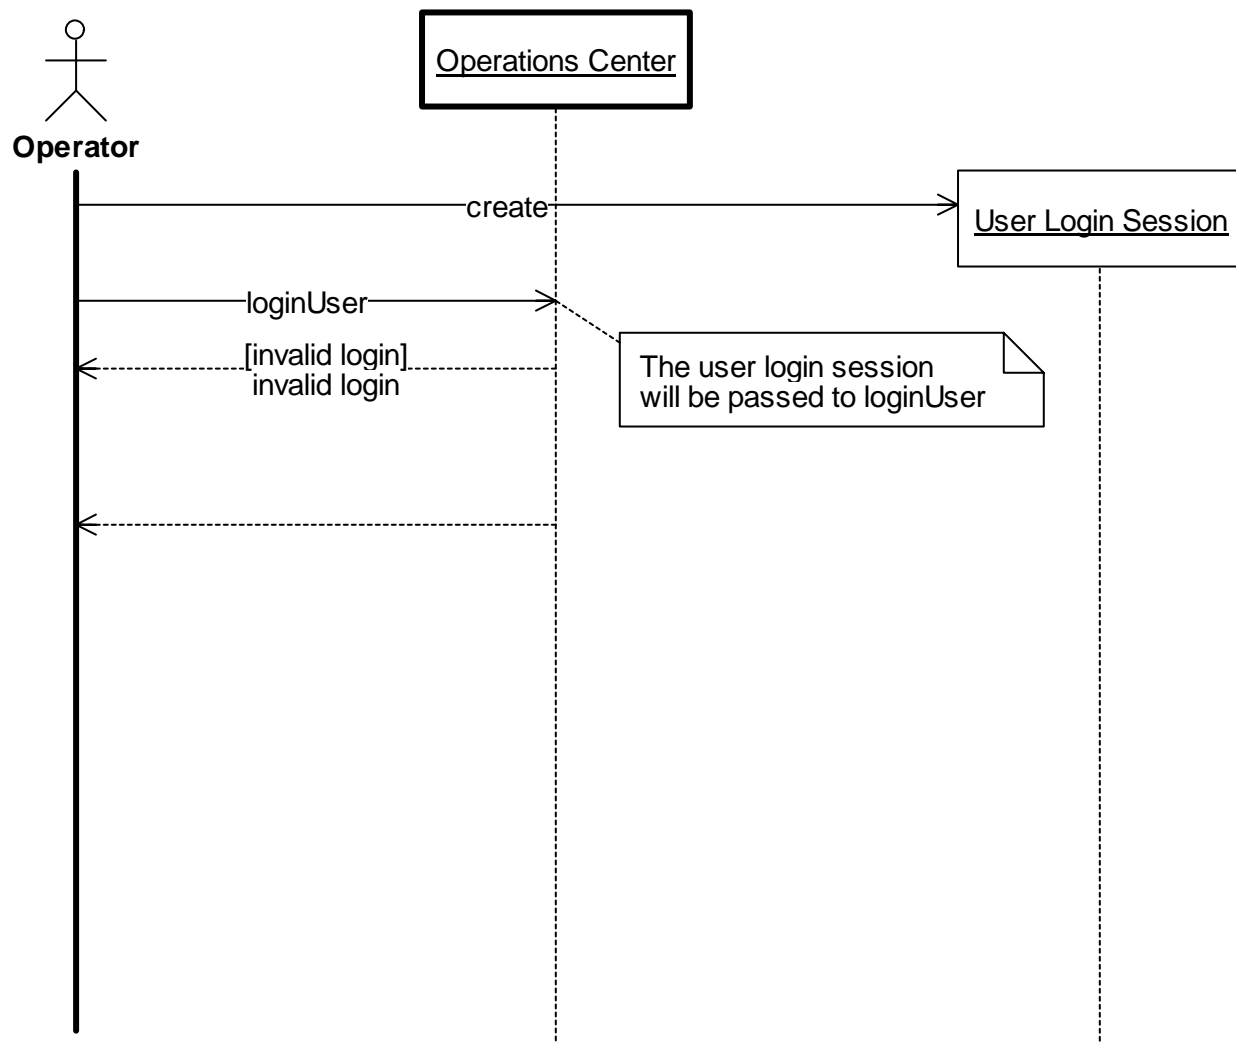 Operations Center
Operator
create
User Login Session
loginUser
[invalid login]
invalid login
The user login session
will be passed to loginUser